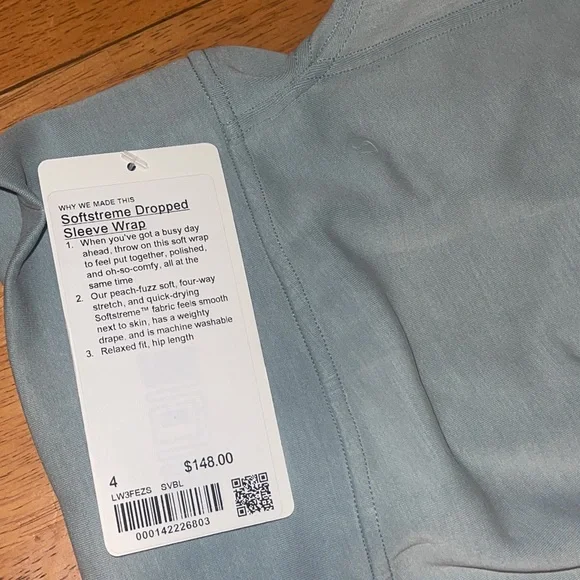 WHY WE MADE THIS
Softstreme Dropped
Sleeve Wrap
1. When you've got a busy day
ahead, throw on this soft wrap
to feel put together, polished,
and oh-so-comfy, all at the
same time
2. Our peach-fuzz soft, four-way
stretch, and quick-drying
Softstreme™ fabric feels smooth
next to skin, has a weighty
drape, and is machine washable
3. Relaxed fit, hip length
4 $148.00
LW3FEZS SVBL
000142226803